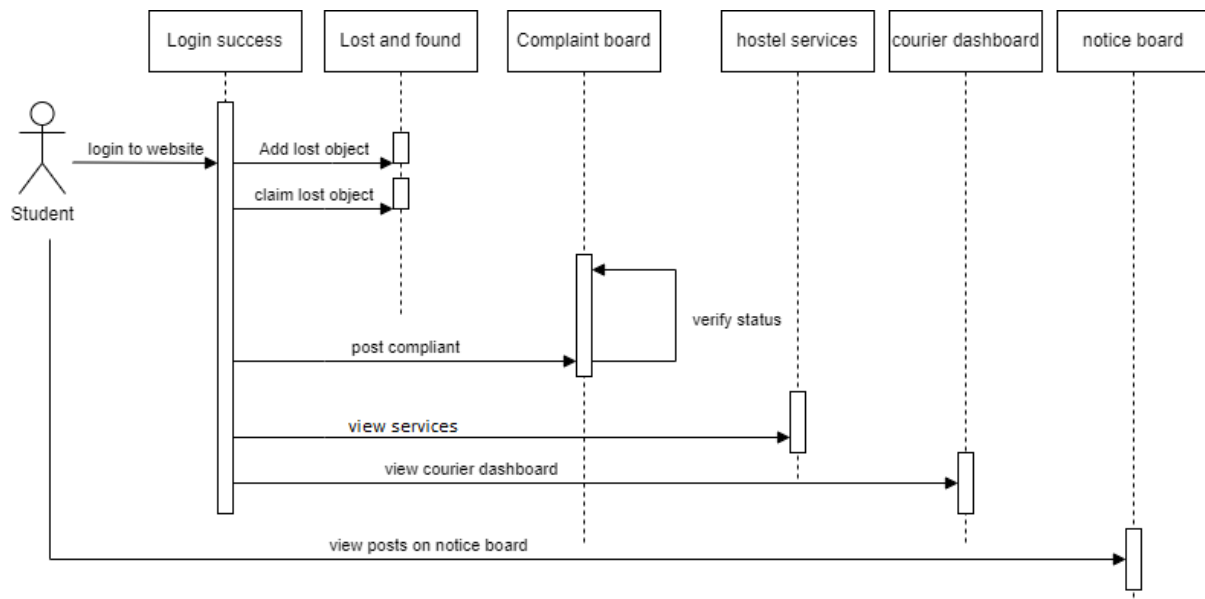 Login success
Lost and found
Complaint board
hostel services
courier dashboard
notice board
login to website
Add lost object
claim lost object
Student
verify status
post compliant
view services
view courier dashboard
view posts on notice board